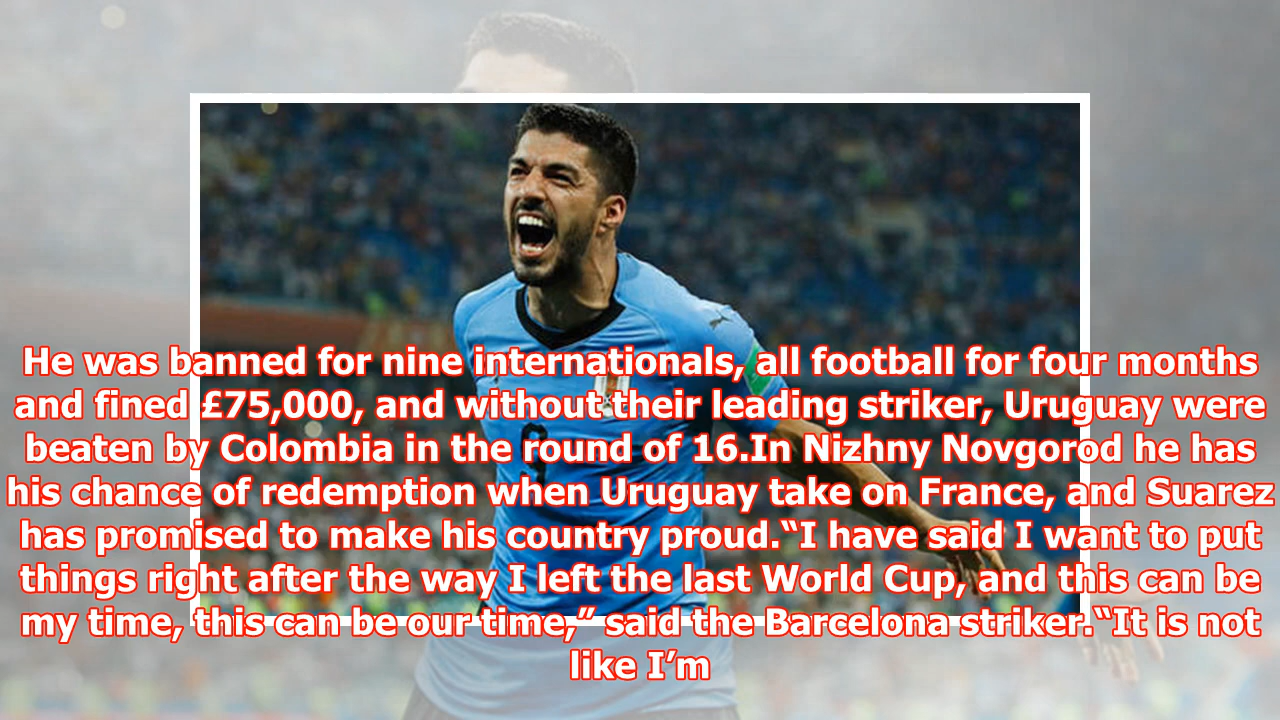 He was banned for nine internationals, all football for four months
and fined £75,000, and without their leading striker, Uruguay were
beaten by Colombia in the round of 16.In Nizhny Novgorod he has
his chance of redemption when Uruguay take on France, and Suarez
has promised to make his country proud.“I have said I want to put
things right after the way I left the last World Cup, and this can be
my time, this can be our time,” said the Barcelona striker.“It is not
like I’m
9